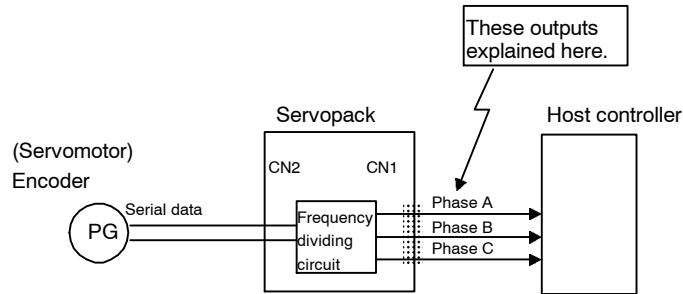 These outputs
explained here.
Servopack
Host controller
(Servomotor)
Encoder
CN2
CN1
Serial data
PG
Frequency
dividing
circuit
Phase A
Phase B
Phase C